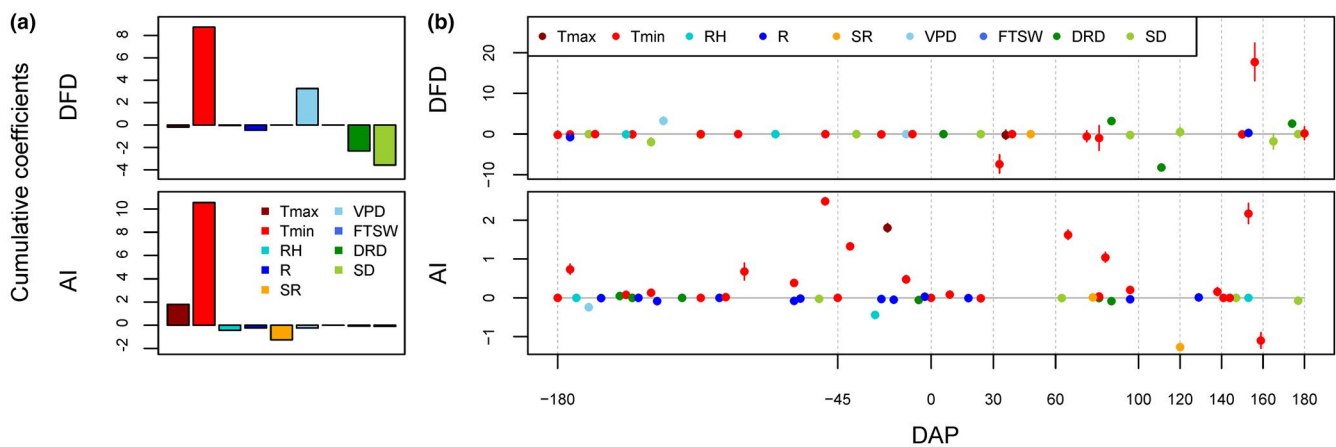 (a)
Cumulative coefficients
DFD
8
6
4
2
0
−2
−4
AI
10
8
6
4
2
0
−2
Tmax
Tmin
RH
R
SR
VPD
FTSW
DRD
SD
(b)
Tmax Tmin RH R SR VPD FTSW DRD SD
DFD
20
10
0
−10
AI
2
1
0
−1
−180 −45 0 30 60 100 120 140 160 180
DAP